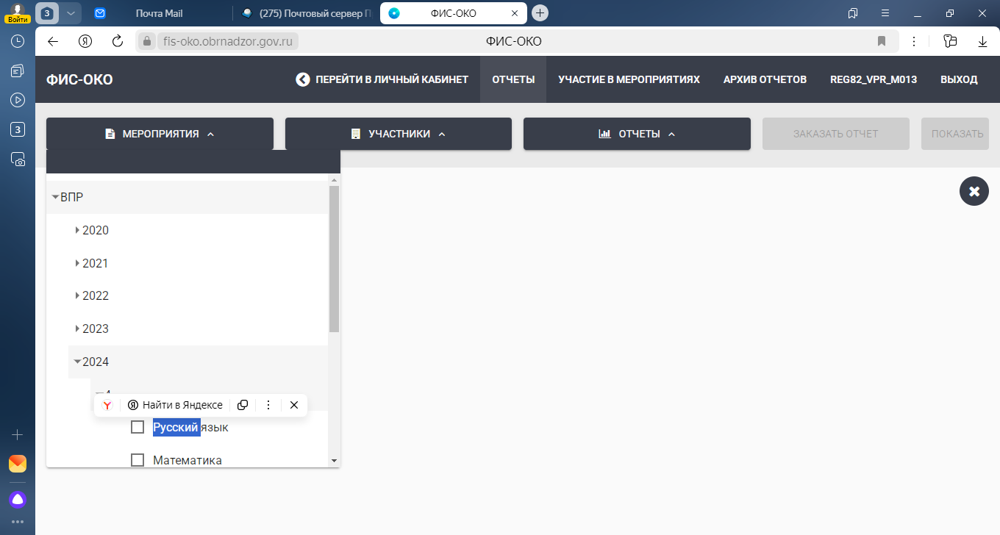 Войти
3
Почта Mail
(275) Почтовый сервер
ФИС-ОКО
Я
fis-oko.obrnadzor.gov.ru
ФИС-ОКО
3
ФИС-ОКО
ПЕРЕЙТИ В ЛИЧНЫЙ КАБИНЕТ
ОТЧЕТЫ
УЧАСТИЕ В МЕРОПРИЯТИЯХ
АРХИВ ОТЧЕТОВ
REG82_VPR_M013
ВЫХОД
МЕРОПРИЯТИЯ
УЧАСТНИКИ
ОТЧЕТЫ
ЗАКАЗАТЬ ОТЧЕТ
ПОКАЗАТЬ
ВПР
2020
2021
2022
2023
2024
4
Я Найти в Яндексе
Русский язык
Математика